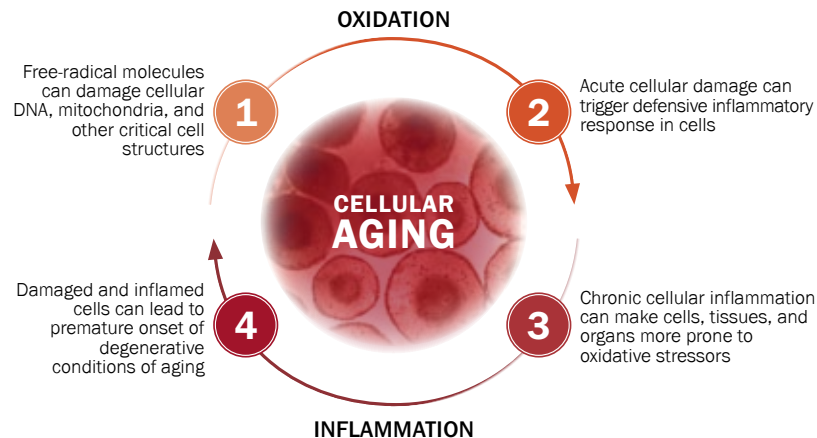 OXIDATION
1
Free-radical molecules
can damage cellular
DNA, mitochondria, and
other critical cell
structures
2
Acute cellular damage can
trigger defensive inflammatory
response in cells
CELLULAR
AGING
3
Chronic cellular inflammation
can make cells, tissues, and
organs more prone to
oxidative stressors
4
Damaged and inflamed
cells can lead to
premature onset of
degenerative
conditions of aging
INFLAMMATION